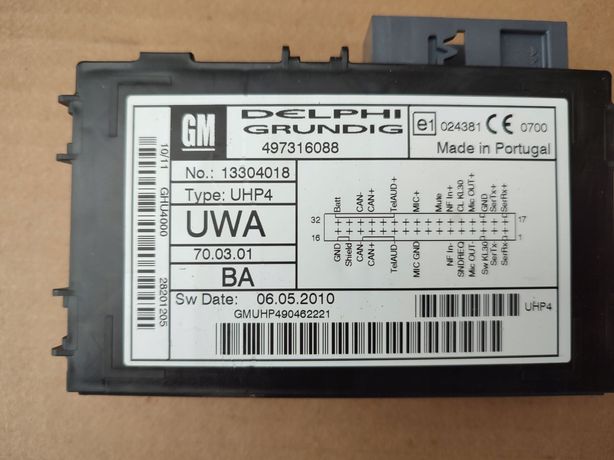 GM
DELPHI
GRUNDIG
497316088
e1 024381 CE 0700
Made in Portugal
10/11 GHU4000 28201205
No.: 13304018
Type: UHP4
UWA
70.03.01
BA
Batt CAN- CAN+ TelAUD+ MIC+ Mute NF In+ CL KL30 Mic OUT+ GND SerTx+ SerRx+
32 17
16 1
GND Shield CAN- CAN+ TelAUD- MIC GND NF In- SNDREQ Mic OUT- Sw KL30 SerTx- SerRx-
Sw Date: 06.05.2010
GMUHP490462221
UHP4